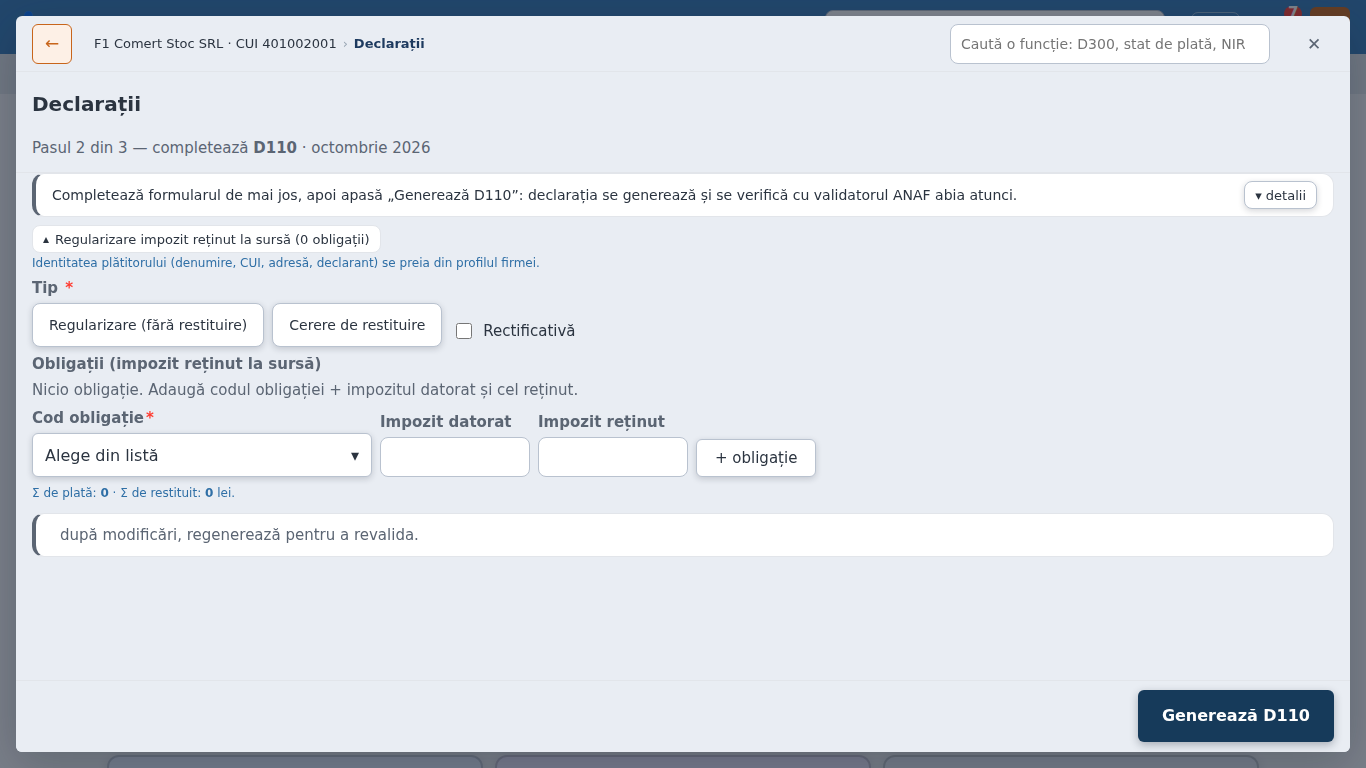 7
←
F1 Comert Stoc SRL · CUI 401002001 › Declarații
Caută o funcție: D300, stat de plată, NIR
✕
Declarații
Pasul 2 din 3 — completează D110 · octombrie 2026
Completează formularul de mai jos, apoi apasă „Generează D110”: declarația se generează și se verifică cu validatorul ANAF abia atunci.
▾ detalii
▴ Regularizare impozit reținut la sursă (0 obligații)
Identitatea plătitorului (denumire, CUI, adresă, declarant) se preia din profilul firmei.
Tip *
Regularizare (fără restituire)
Cerere de restituire
Rectificativă
Obligații (impozit reținut la sursă)
Nicio obligație. Adaugă codul obligației + impozitul datorat și cel reținut.
Cod obligație*
Impozit datorat
Impozit reținut
Alege din listă ▾
+ obligație
Σ de plată: 0 · Σ de restituit: 0 lei.
după modificări, regenerează pentru a revalida.
Generează D110